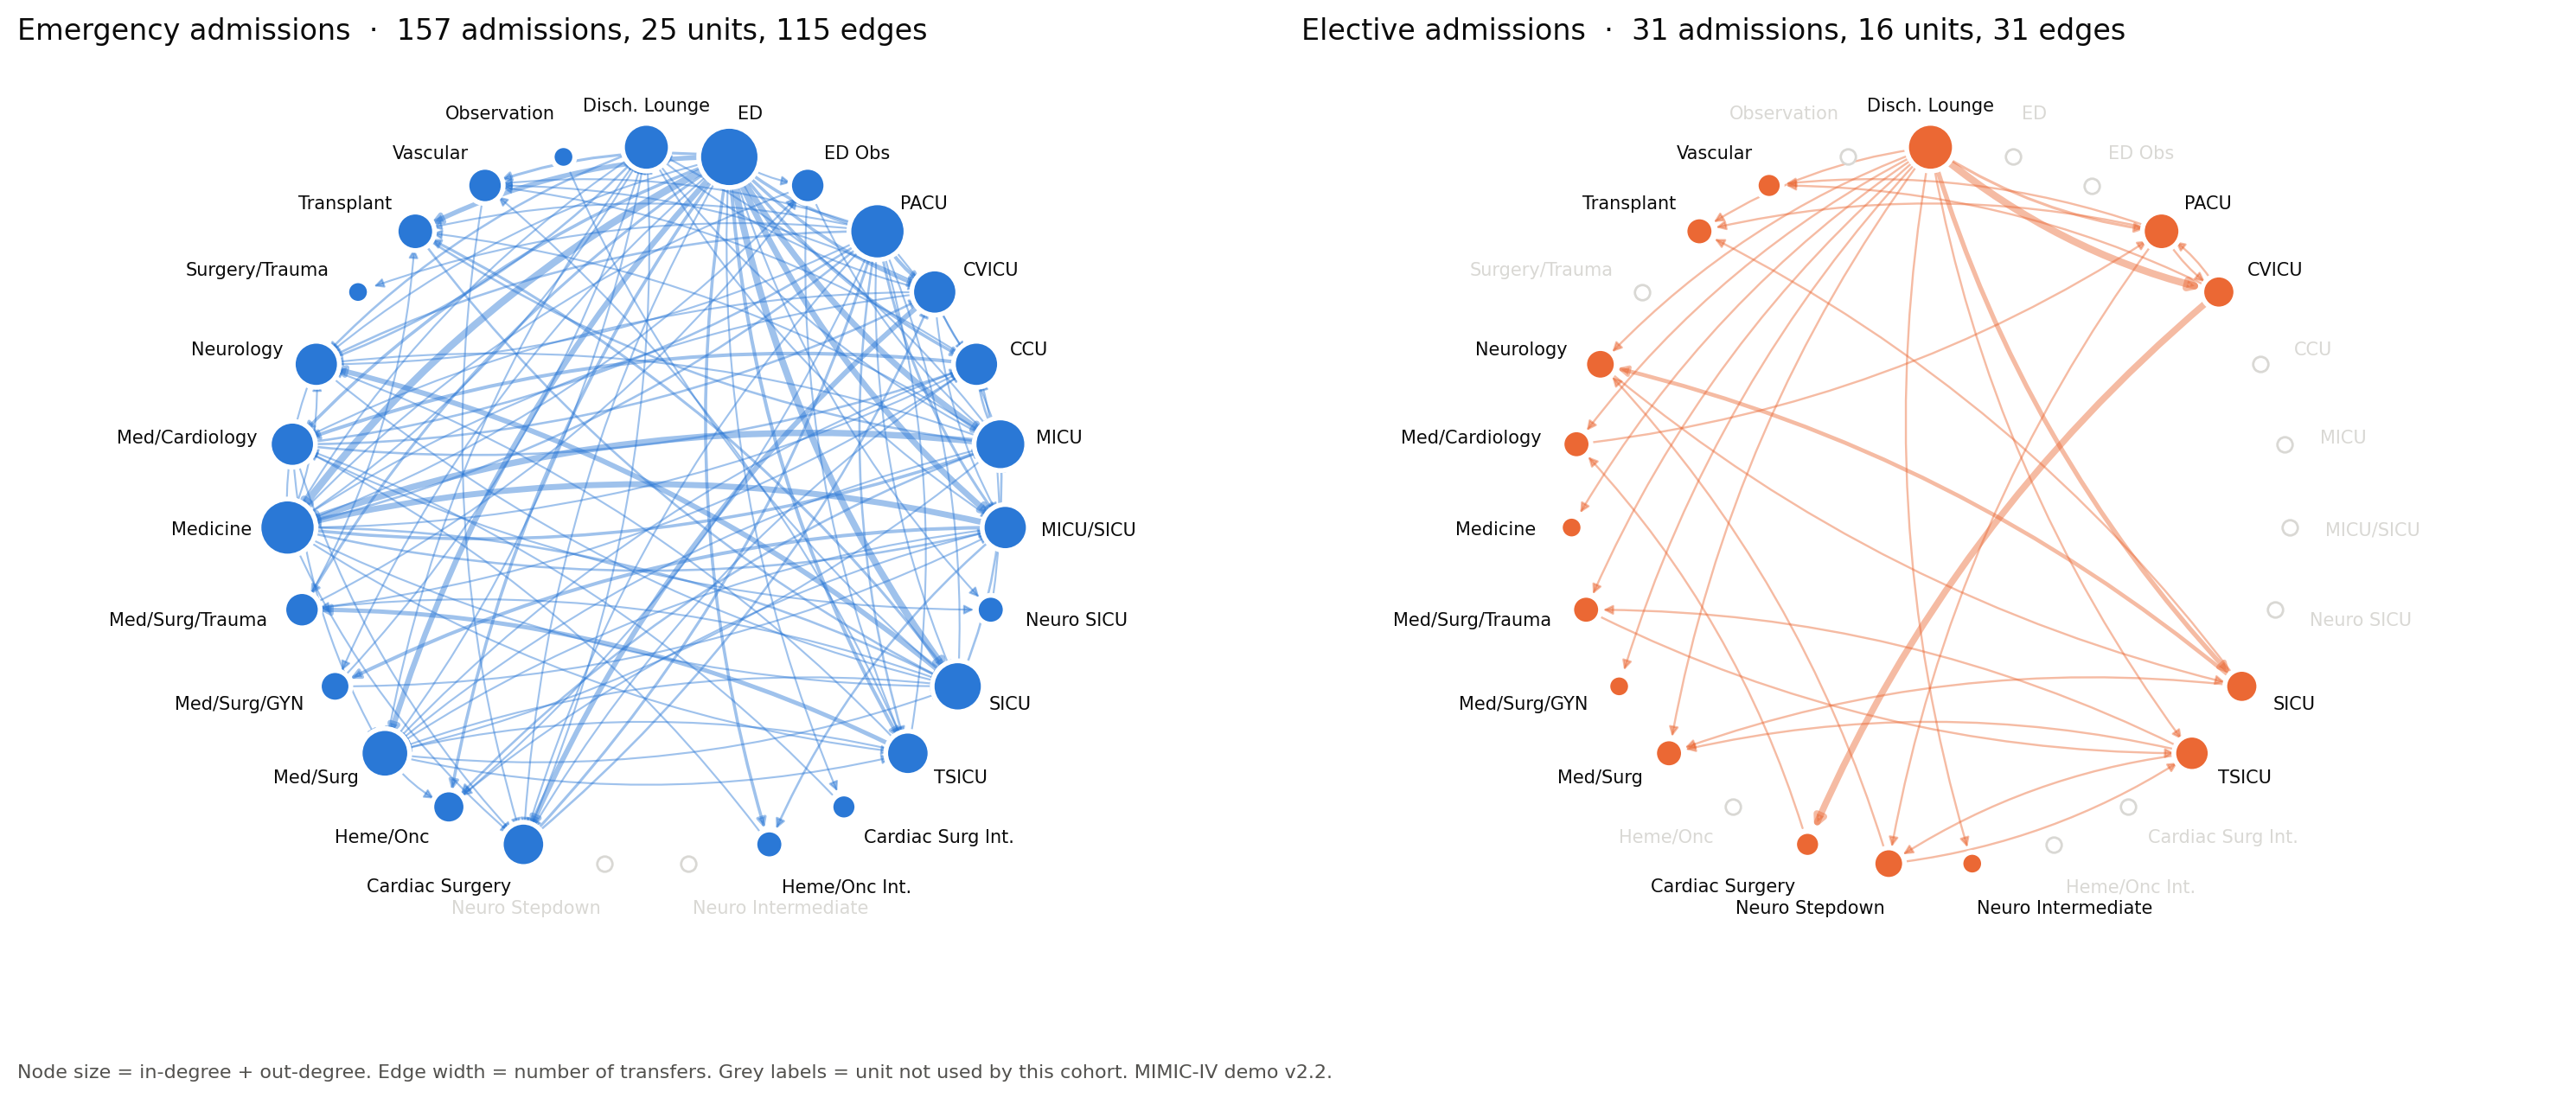 Emergency admissions · 157 admissions, 25 units, 115 edges
Observation
Disch. Lounge
ED
Vascular
ED Obs
Transplant
PACU
Surgery/Trauma
CVICU
Neurology
CCU
Med/Cardiology
MICU
Medicine
MICU/SICU
Med/Surg/Trauma
Neuro SICU
Med/Surg/GYN
SICU
Med/Surg
TSICU
Heme/Onc
Cardiac Surg Int.
Cardiac Surgery
Heme/Onc Int.
Neuro Stepdown
Neuro Intermediate
Elective admissions · 31 admissions, 16 units, 31 edges
Observation
Disch. Lounge
ED
Vascular
ED Obs
Transplant
PACU
Surgery/Trauma
CVICU
Neurology
CCU
Med/Cardiology
MICU
Medicine
MICU/SICU
Med/Surg/Trauma
Neuro SICU
Med/Surg/GYN
SICU
Med/Surg
TSICU
Heme/Onc
Cardiac Surg Int.
Cardiac Surgery
Heme/Onc Int.
Neuro Stepdown
Neuro Intermediate
Node size = in-degree + out-degree. Edge width = number of transfers. Grey labels = unit not used by this cohort. MIMIC-IV demo v2.2.